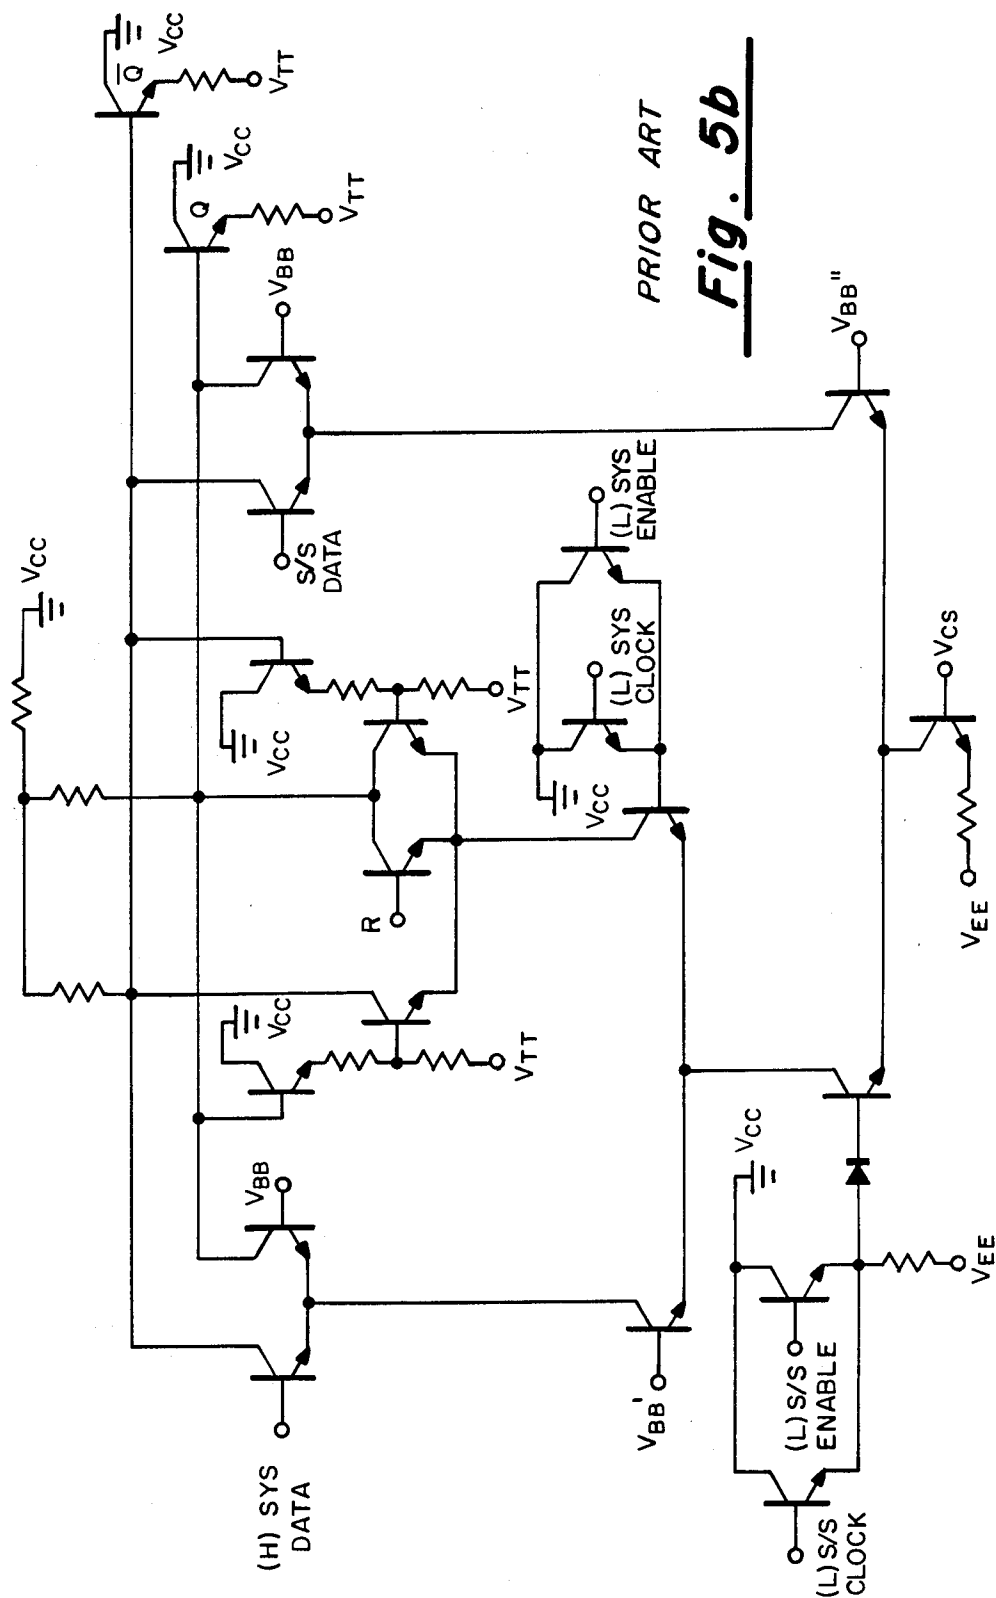 VCC
Q̅
VCC
VTT
Q
VCC
VTT
VBB
PRIOR ART
Fig. 5b
VCC
S/S
DATA
VBB"
(L) SYS
ENABLE
(L) SYS
CLOCK
VCC
VTT
VCC
R
VCS
VEE
VCC
VTT
VBB
VCC
(H) SYS
DATA
VBB'
(L) S/S
ENABLE
VEE
(L) S/S
CLOCK